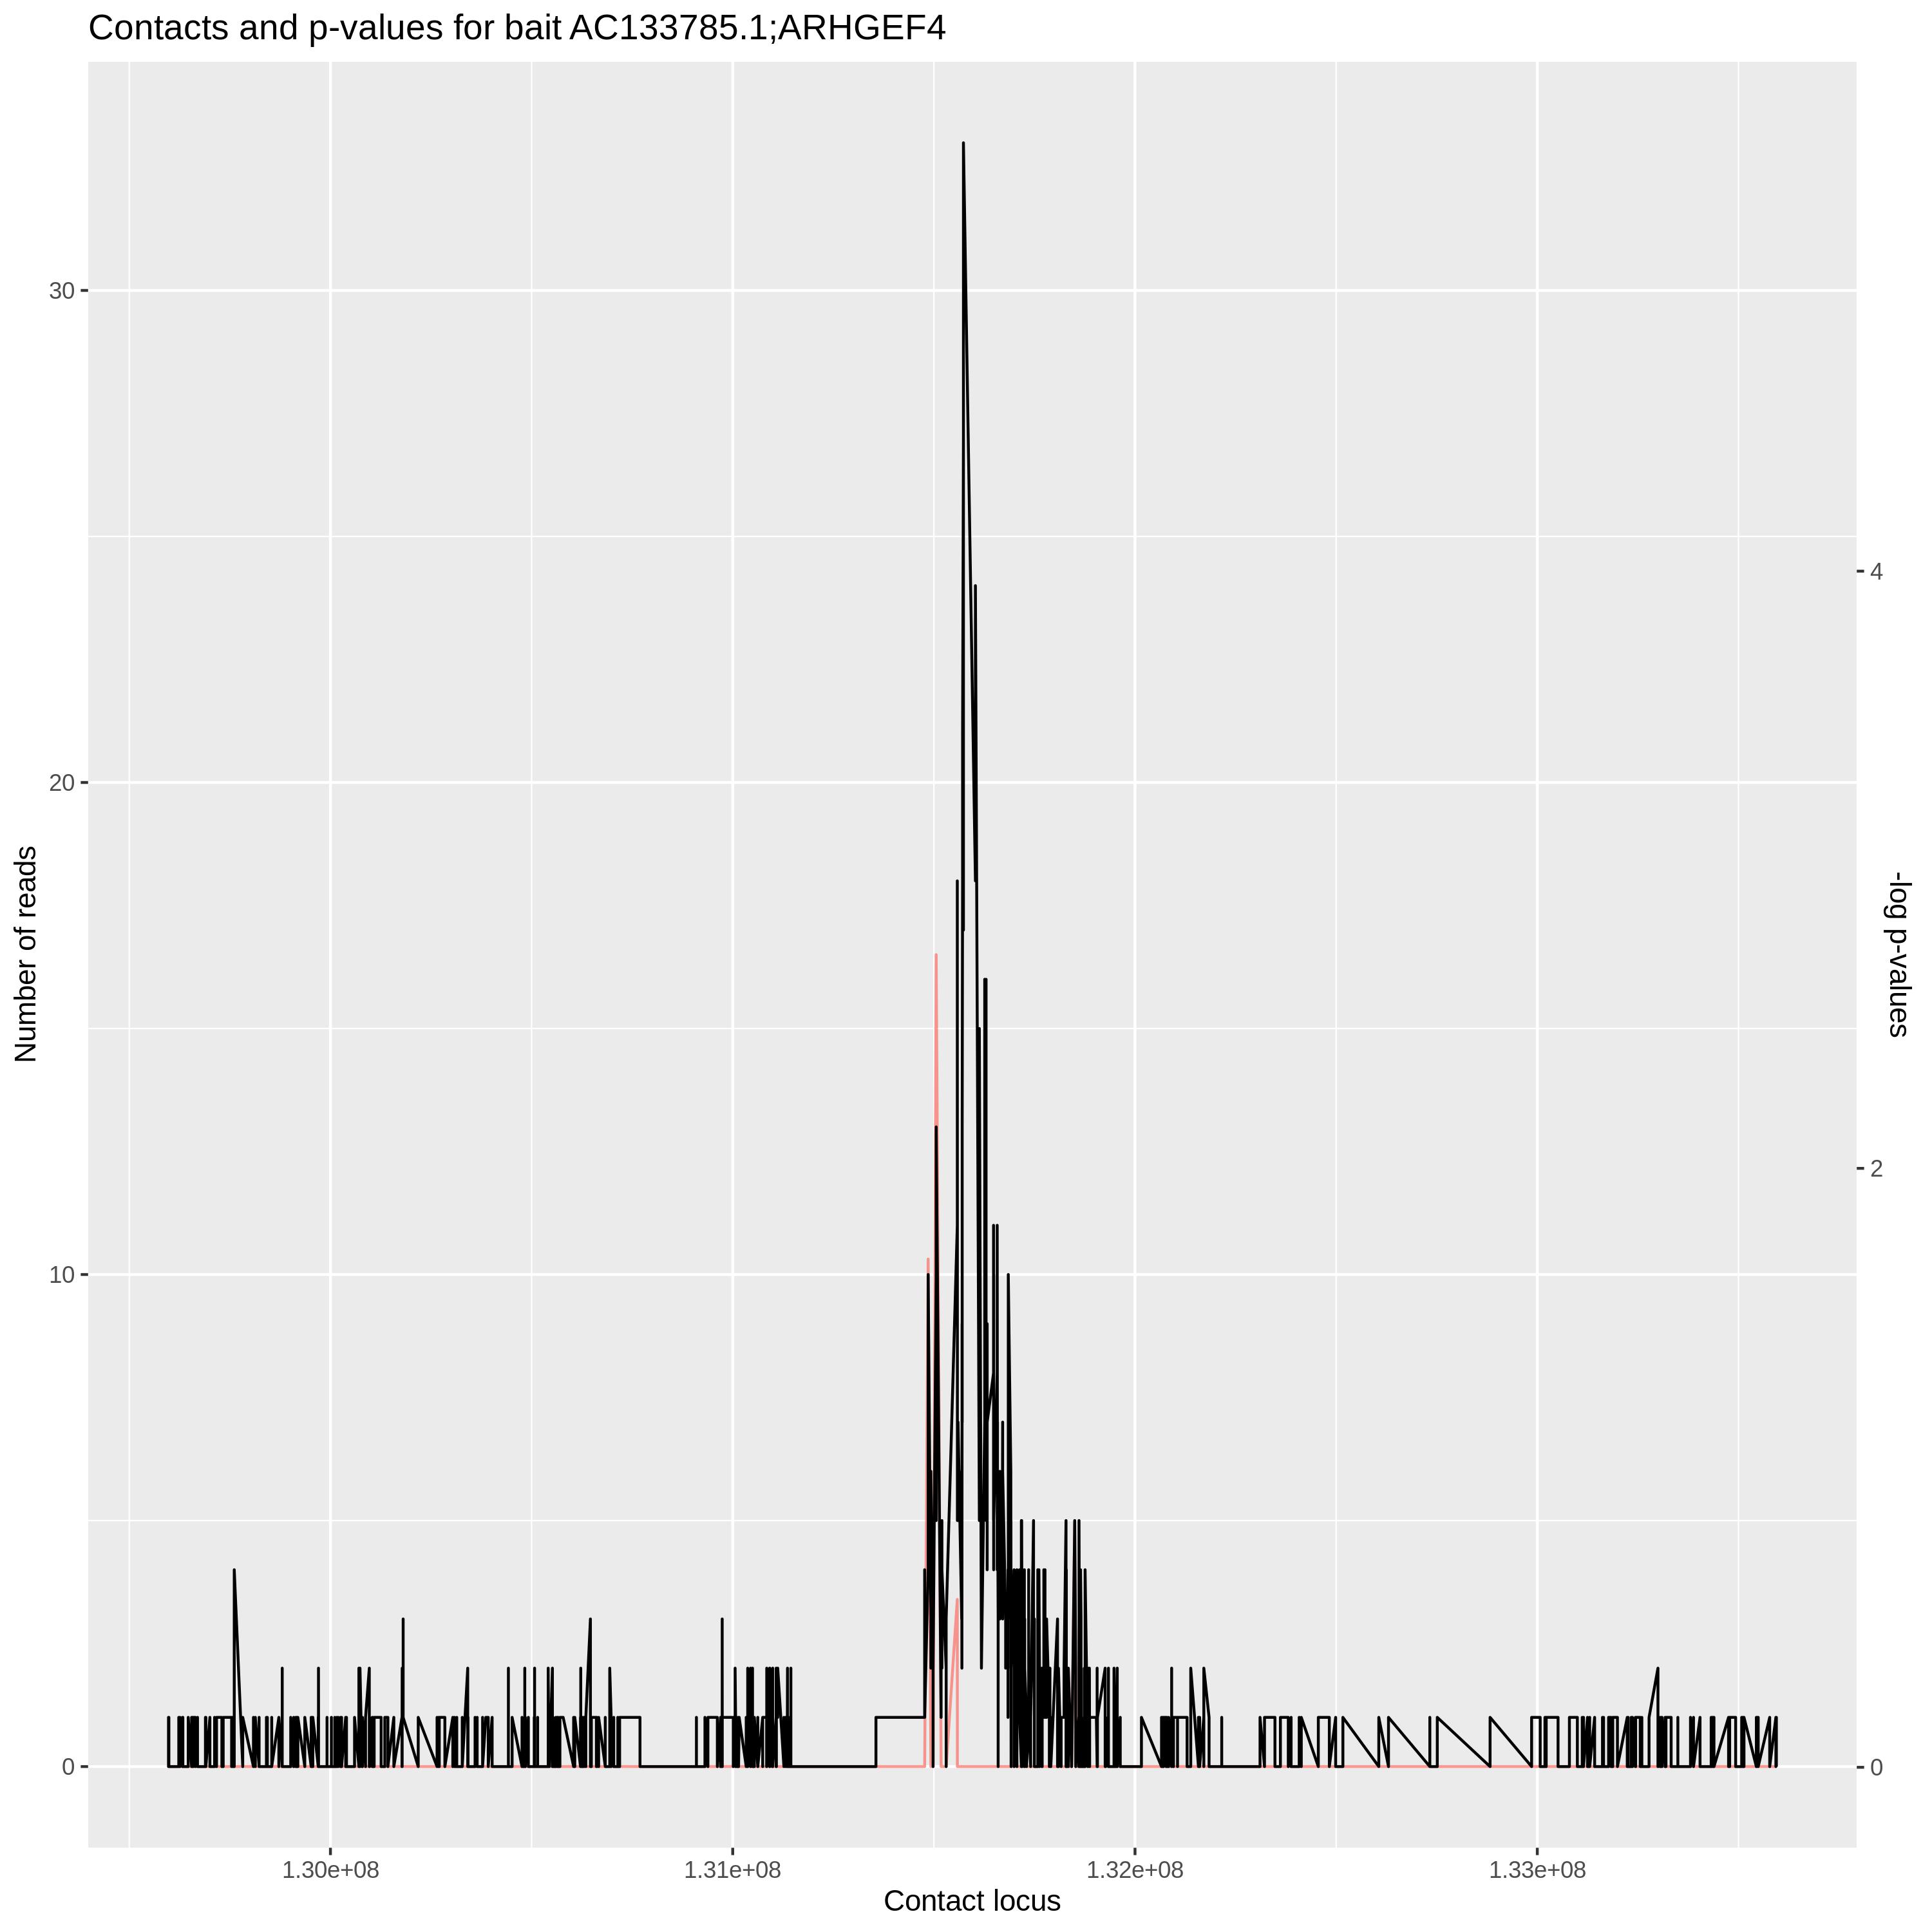 Contacts and p-values for bait AC133785.1;ARHGEF4
30
20
10
0
Number of reads
4
2
0
-log p-values
1.30e+08
1.31e+08
1.32e+08
1.33e+08
Contact locus